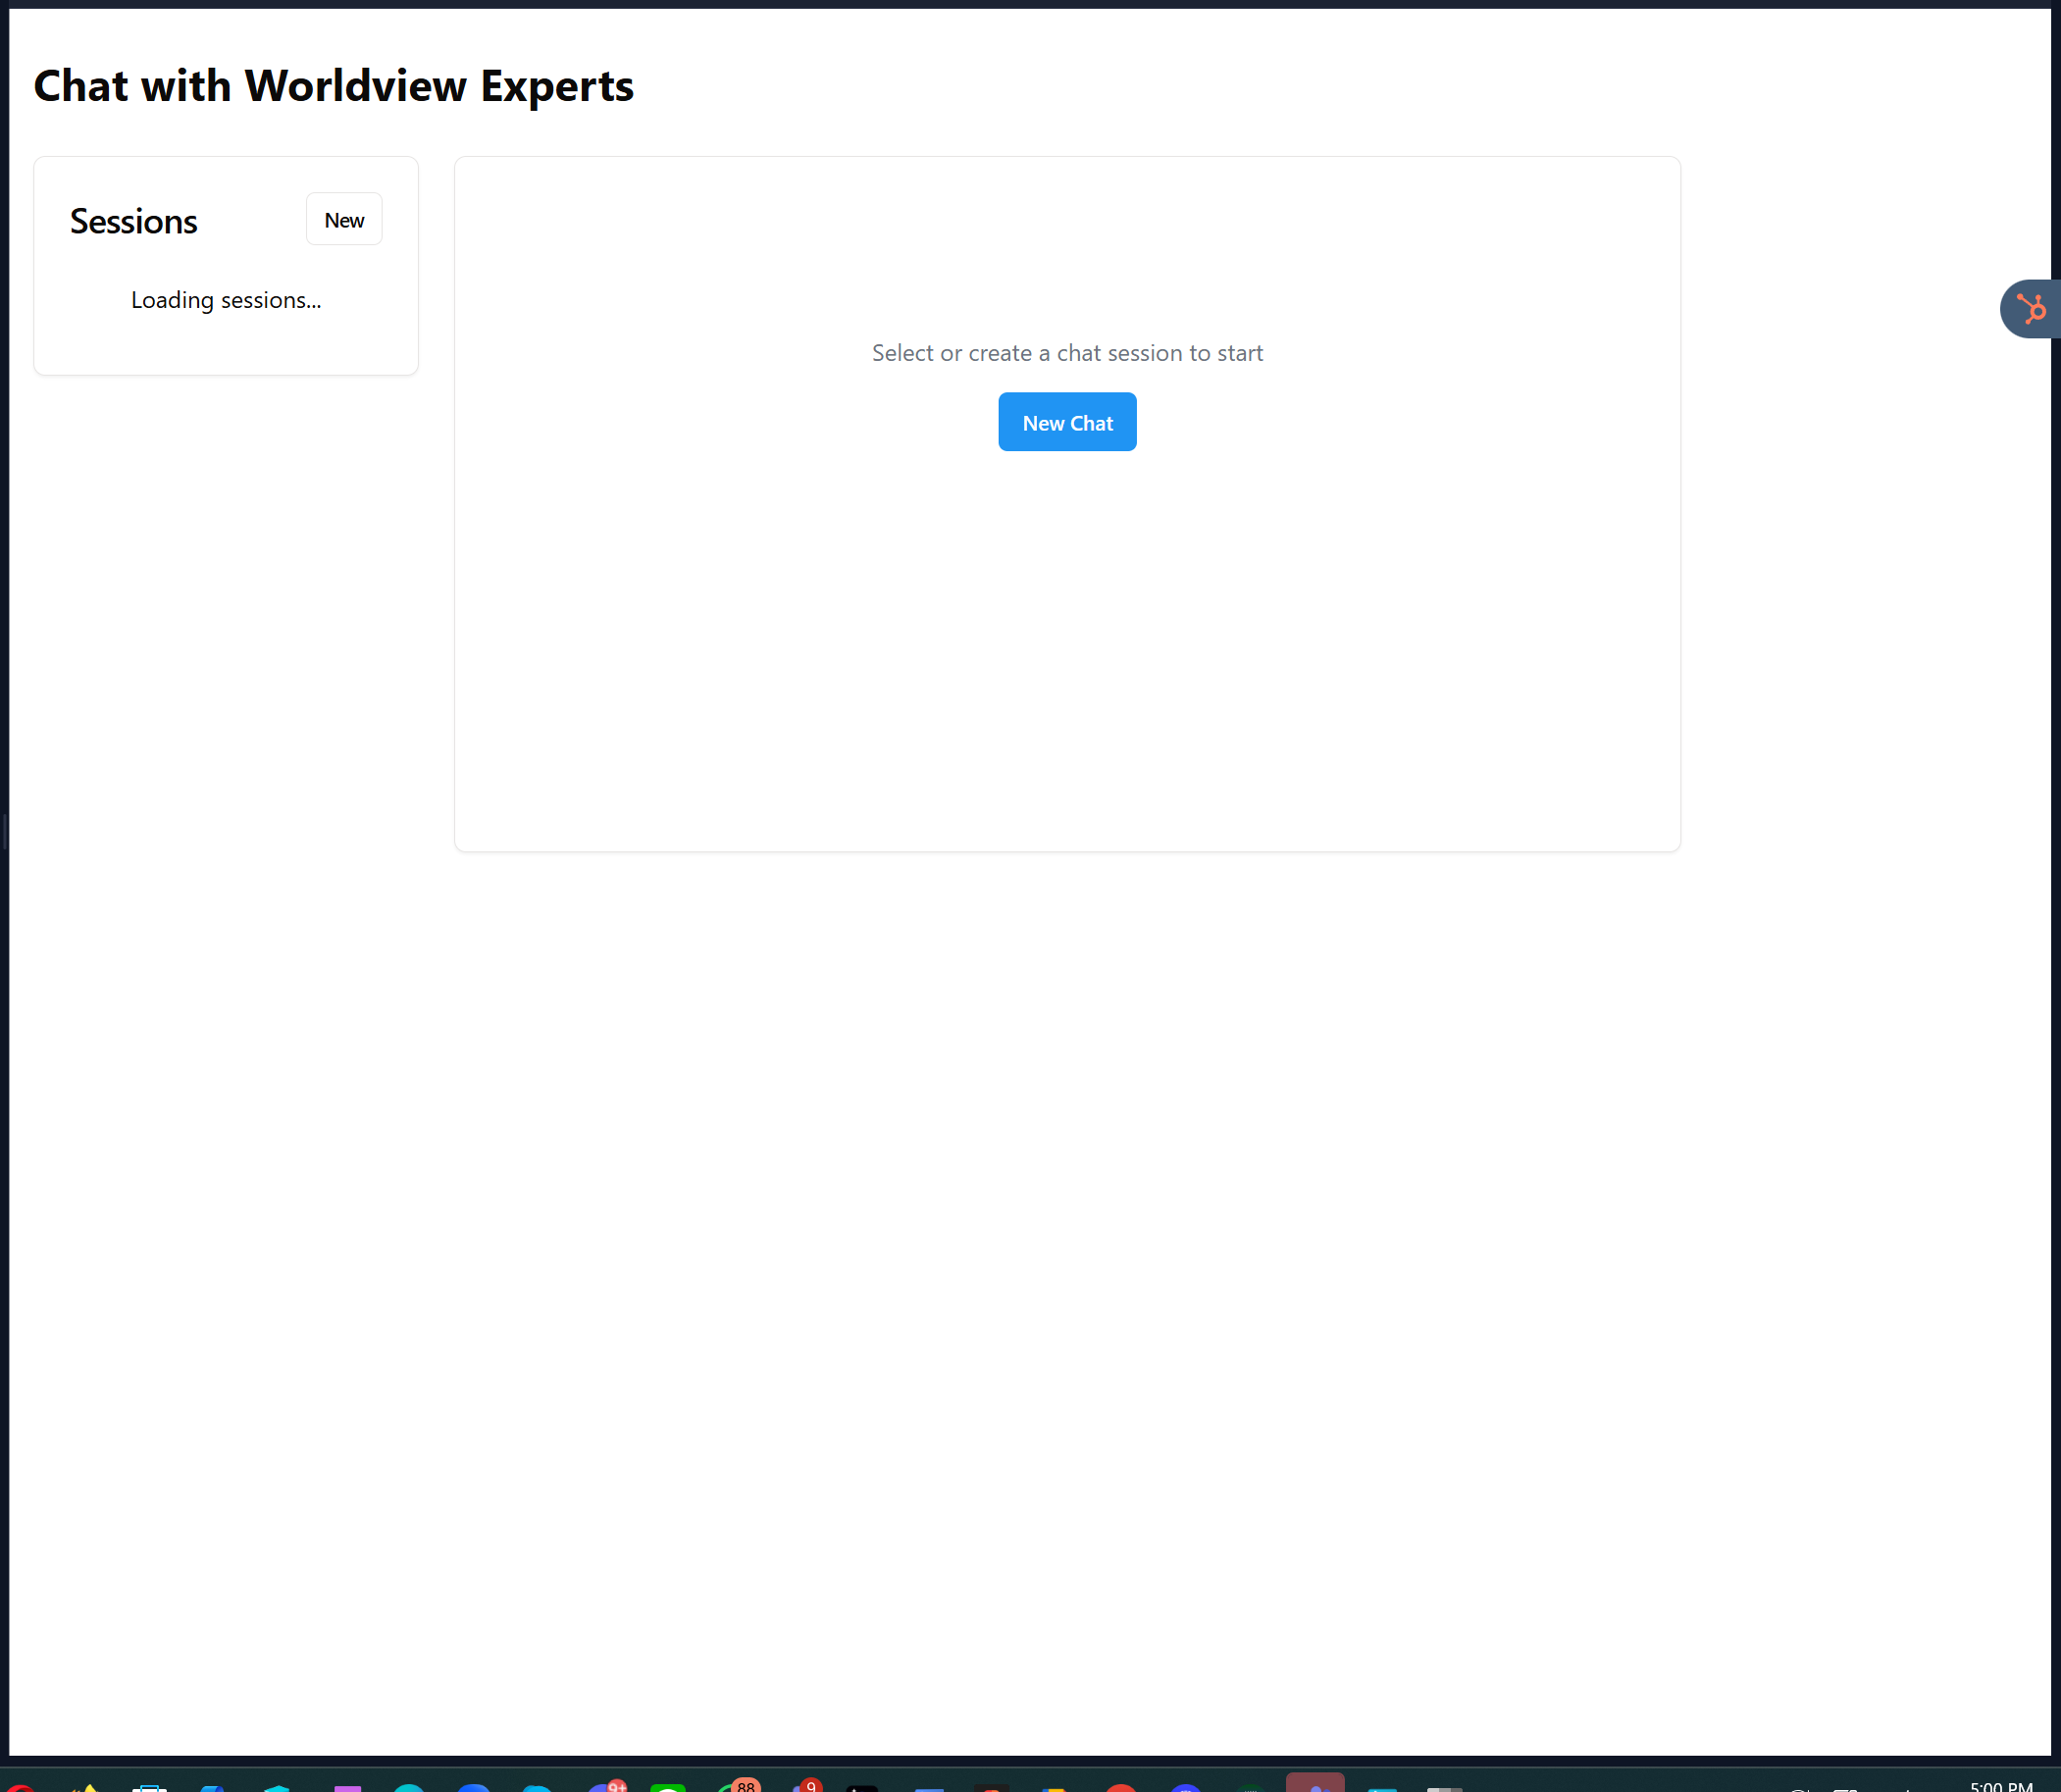 Chat with Worldview Experts
Sessions
New
Loading sessions...
Select or create a chat session to start
New Chat
9+
88
9
5:00 PM